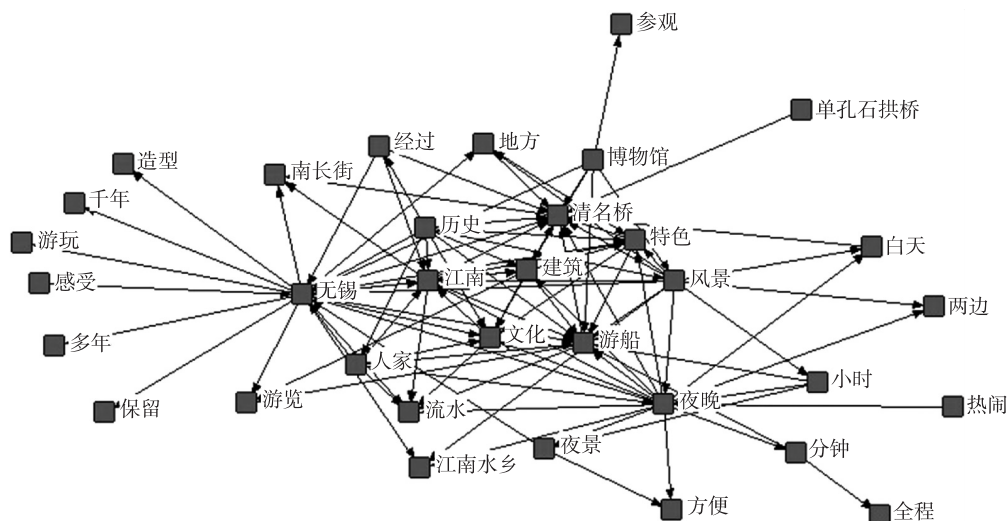 参观
单孔石拱桥
经过
地方
造型
南长街
博物馆
千年
清名桥
历史
特色
游玩
白天
感受
无锡
江南
建筑
风景
两边
多年
文化
游船
人家
小时
保留
游览
流水
夜晚
热闹
夜景
分钟
江南水乡
方便
全程